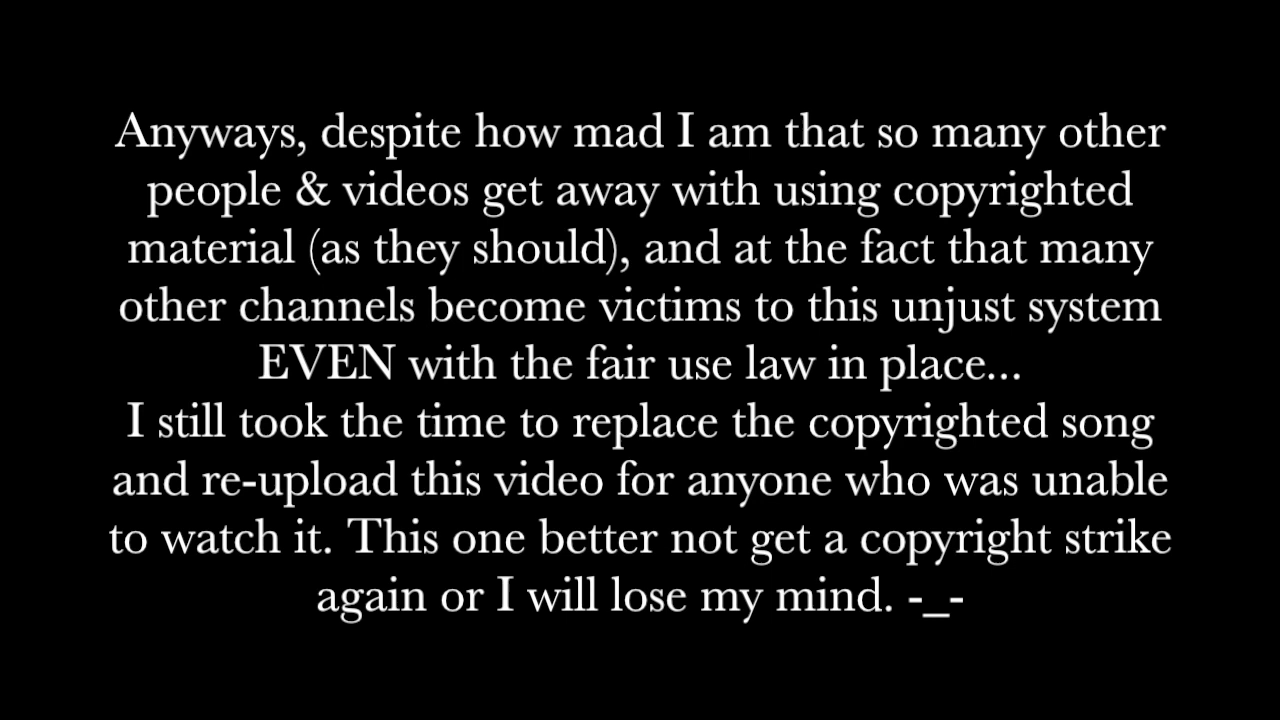 Anyways, despite how mad I am that so many other
people & videos get away with using copyrighted
material (as they should), and at the fact that many
other channels become victims to this unjust system
EVEN with the fair use law in place...
I still took the time to replace the copyrighted song
and re-upload this video for anyone who was unable
to watch it. This one better not get a copyright strike
again or I will lose my mind. -_-